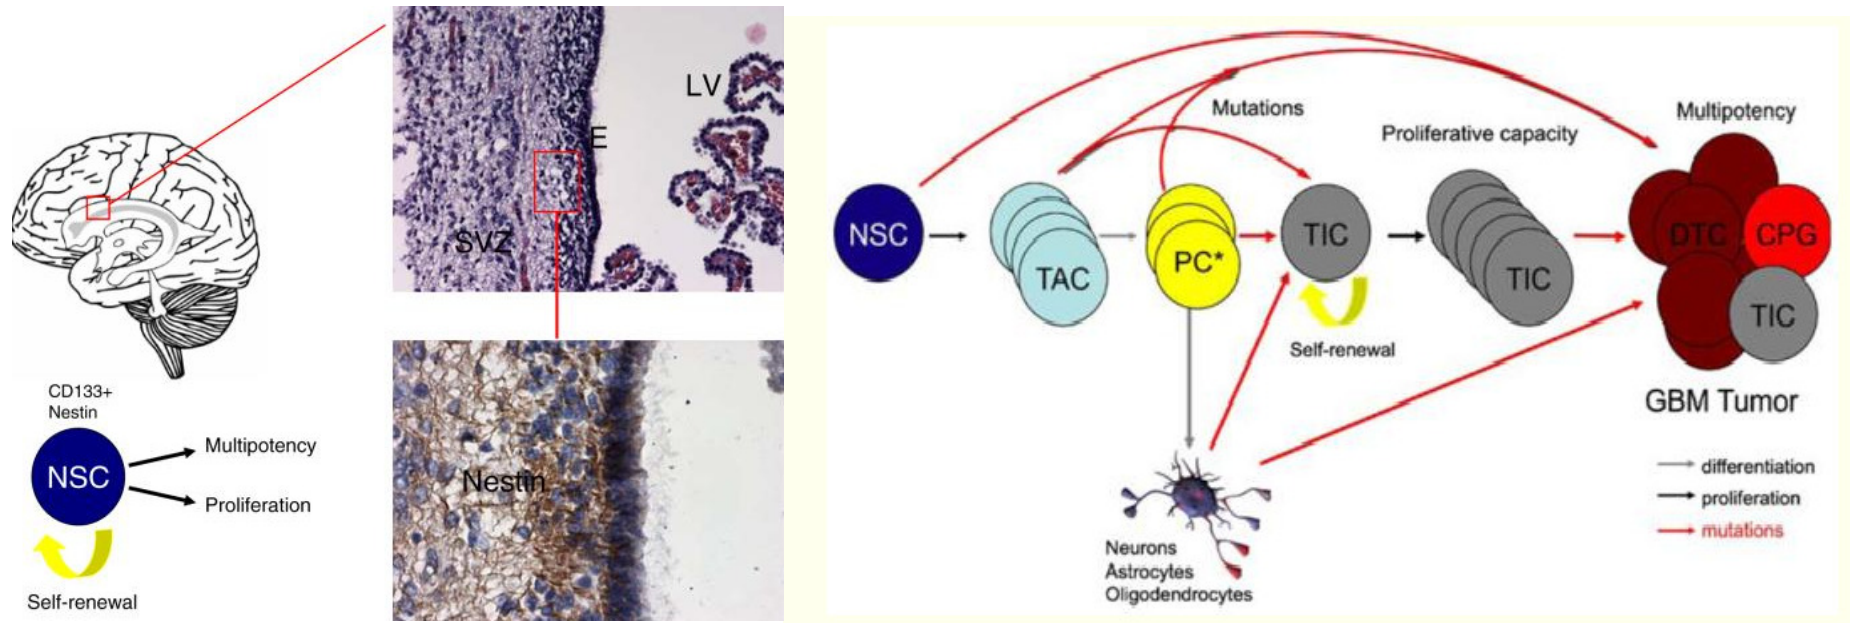 LV
E
SVZ
Nestin
CD133+
Nestin
NSC
Multipotency
Proliferation
Self-renewal
Mutations
Proliferative capacity
Multipotency
NSC
TAC
PC*
TIC
TIC
DTC
CPG
TIC
Self-renewal
GBM Tumor
Neurons
Astrocytes
Oligodendrocytes
differentiation
proliferation
mutations